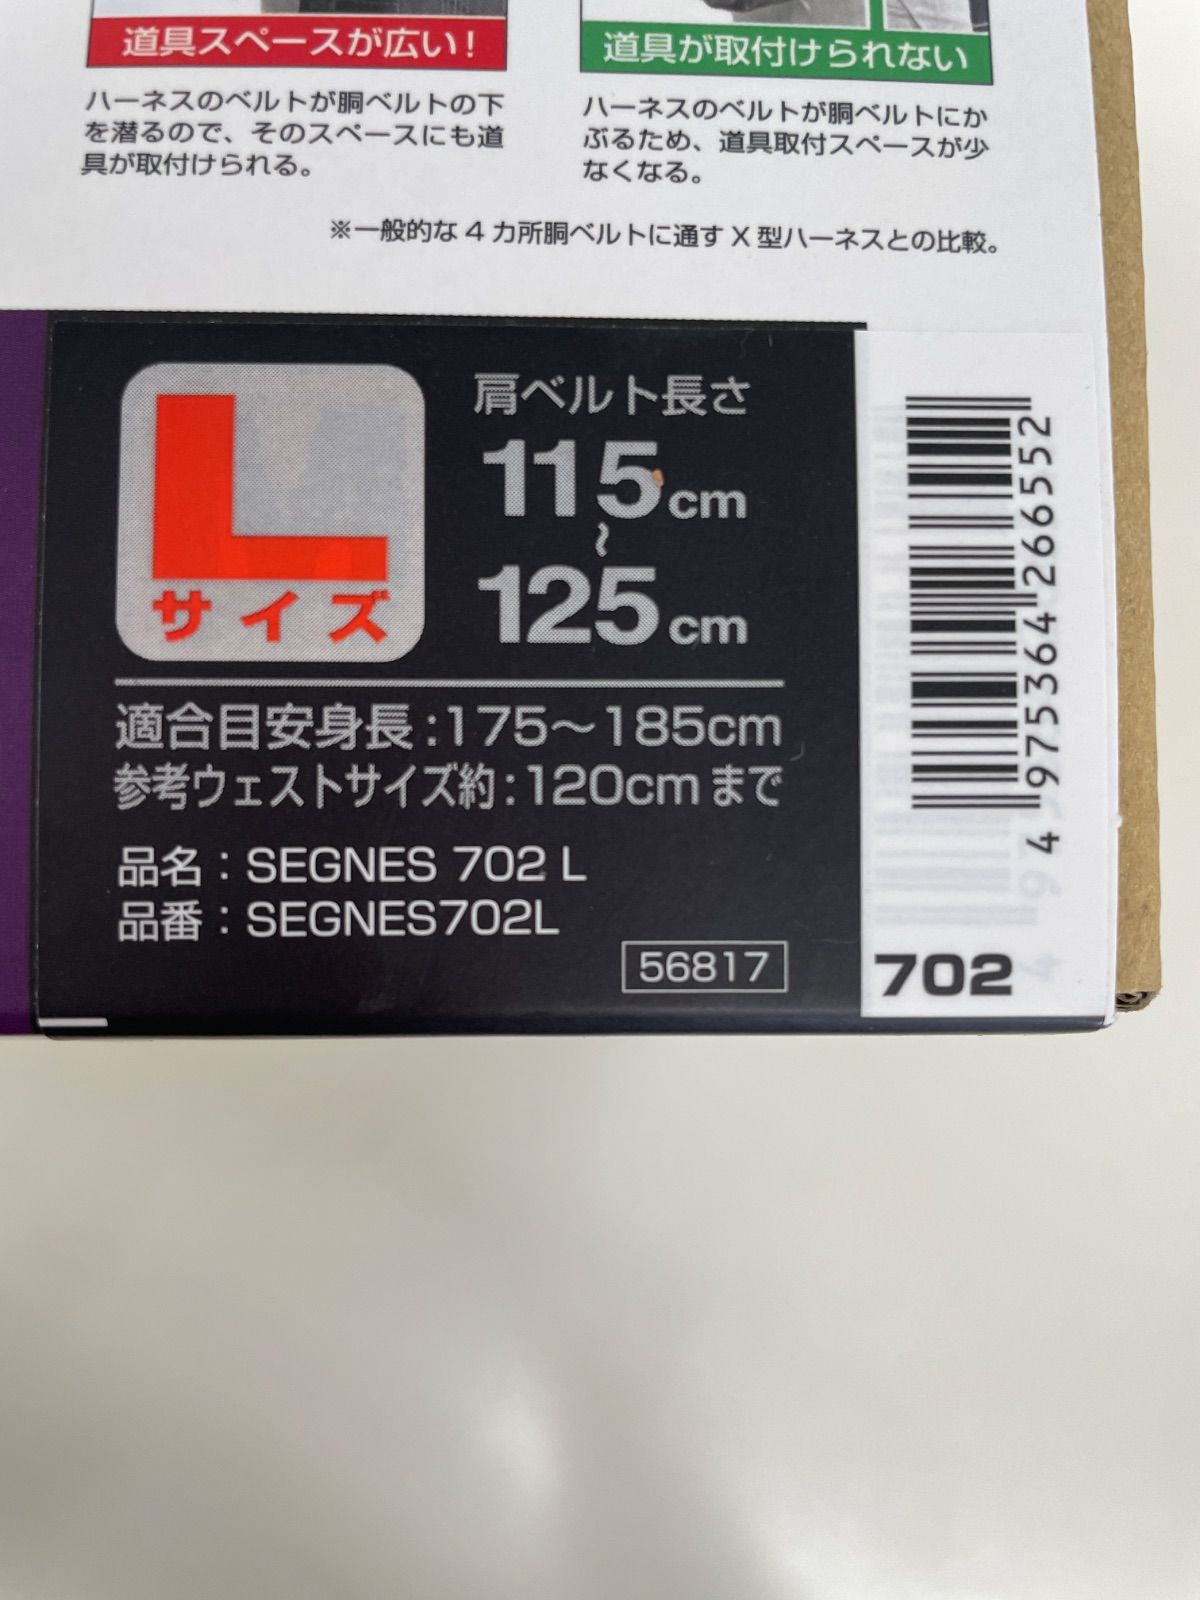 道具スペースが広い！
ハーネスのベルトが胴ベルトの下
を潜るので、そのスペースにも道
具が取付けられる。
道具が取付けられない
ハーネスのベルトが胴ベルトにか
ぶるため、道具取付スペースが少
なくなる。
※一般的な4カ所胴ベルトに通すX型ハーネスとの比較。
L
サイズ
肩ベルト長さ
115cm
～
125cm
適合目安身長:175～185cm
参考ウェストサイズ約:120cmまで
品名：SEGNES 702 L
品番：SEGNES702L
56817
4 975364 266552
702